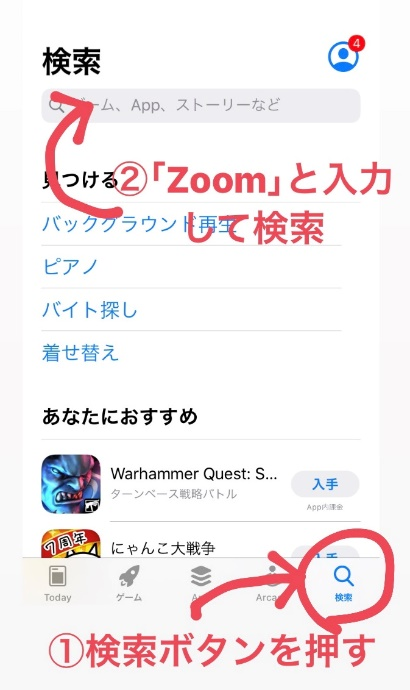 検索
4
ゲーム、App、ストーリーなど
見つける
②「Zoom」と入力
して検索
バックグラウンド再生
ピアノ
バイト探し
着せ替え
あなたにおすすめ
Warhammer Quest: S...
ターンベース戦略バトル
入手
App内課金
7周年
にゃんこ大戦争
入手
Today
ゲーム
App
Arcade
検索
①検索ボタンを押す